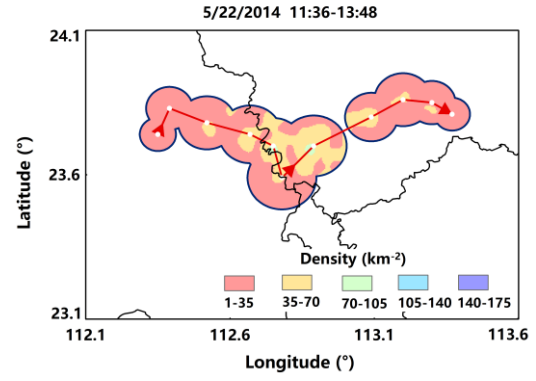 5/22/2014 11:36-13:48
24.1
23.6
23.1
Latitude (°)
Density (km-2)
1-35 35-70 70-105 105-140 140-175
112.1 112.6 113.1 113.6
Longitude (°)